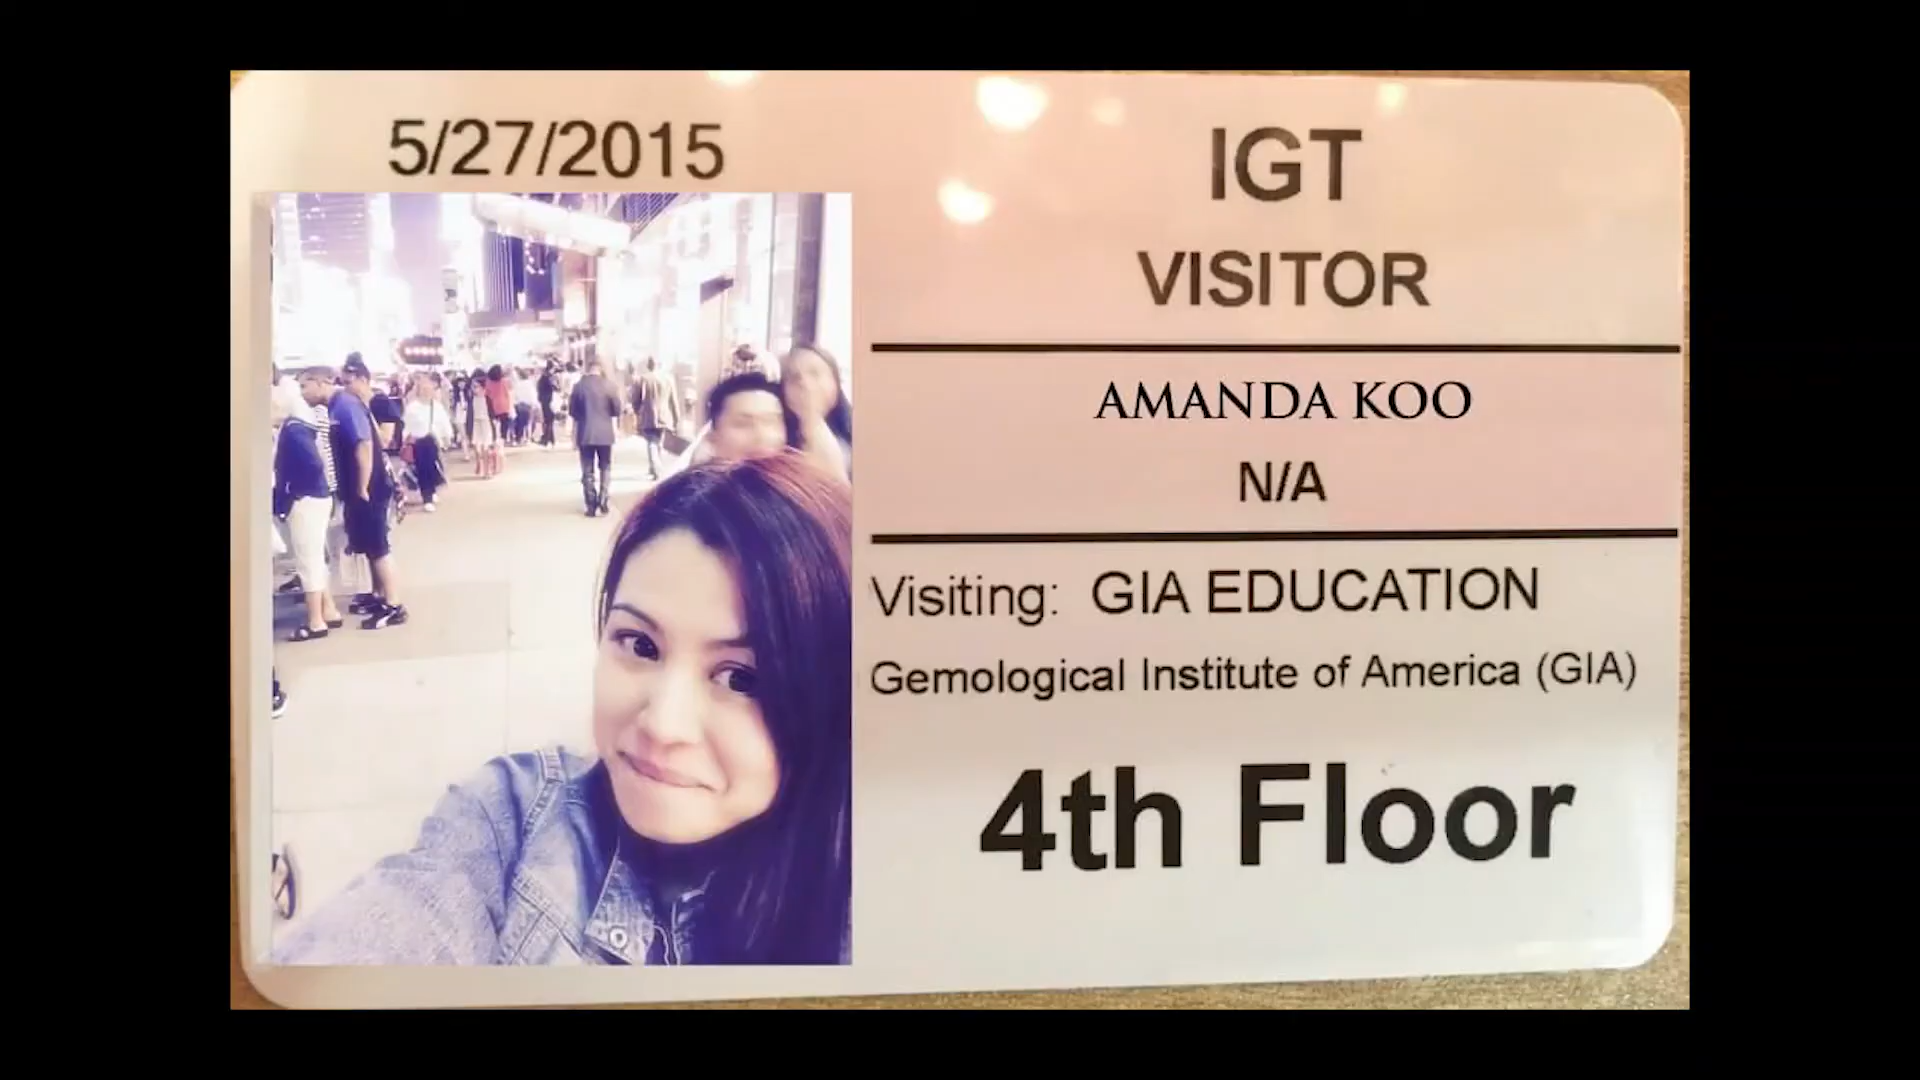 5/27/2015
IGT
VISITOR
AMANDA KOO
N/A
Visiting: GIA EDUCATION
Gemological Institute of America (GIA)
4th Floor